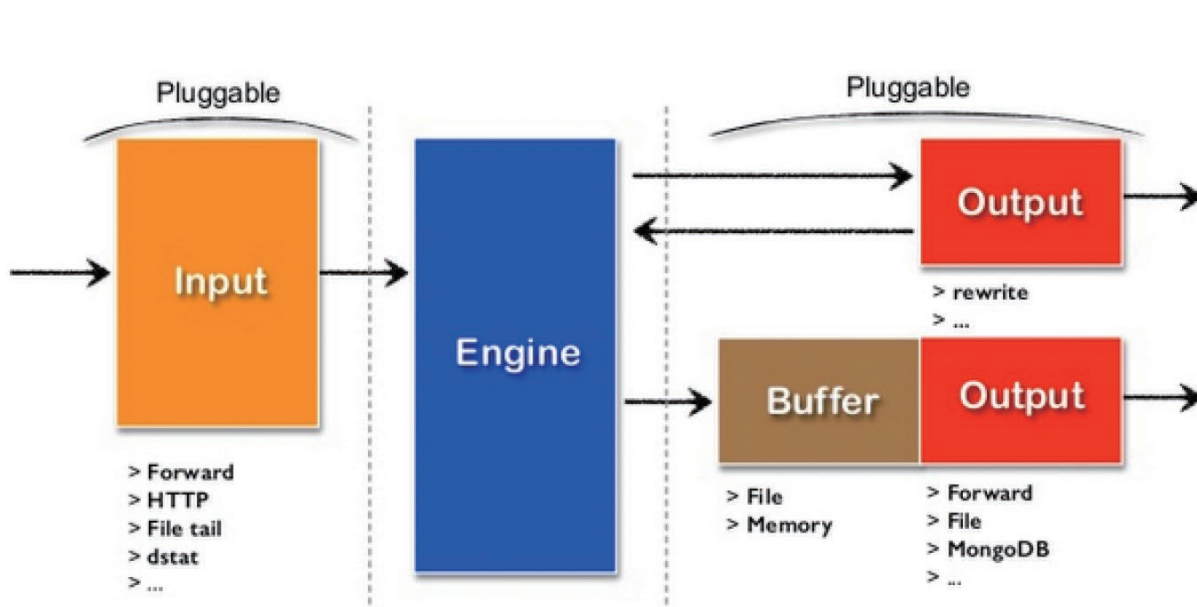 Pluggable
Pluggable
Input
Engine
Output
> rewrite
> ...
Buffer
Output
> Forward
> HTTP
> File tail
> dstat
> ...
> File
> Memory
> Forward
> File
> MongoDB
> ...